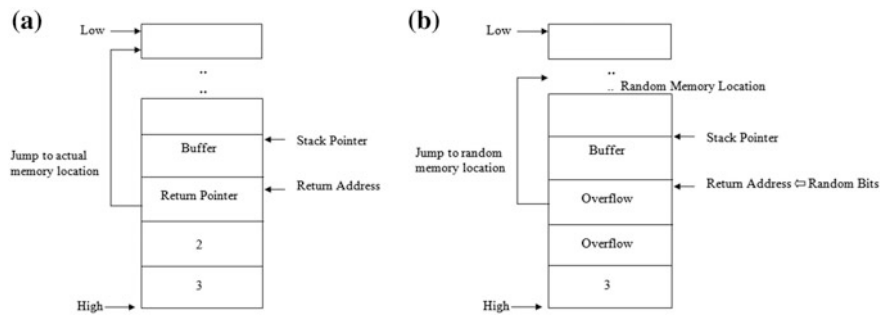 (a)
Low
..
..
Buffer
Stack Pointer
Jump to actual
memory location
Return Pointer
Return Address
2
3
High
(b)
Low
..
.. Random Memory Location
Stack Pointer
Buffer
Jump to random
memory location
Return Address ⇦ Random Bits
Overflow
Overflow
3
High